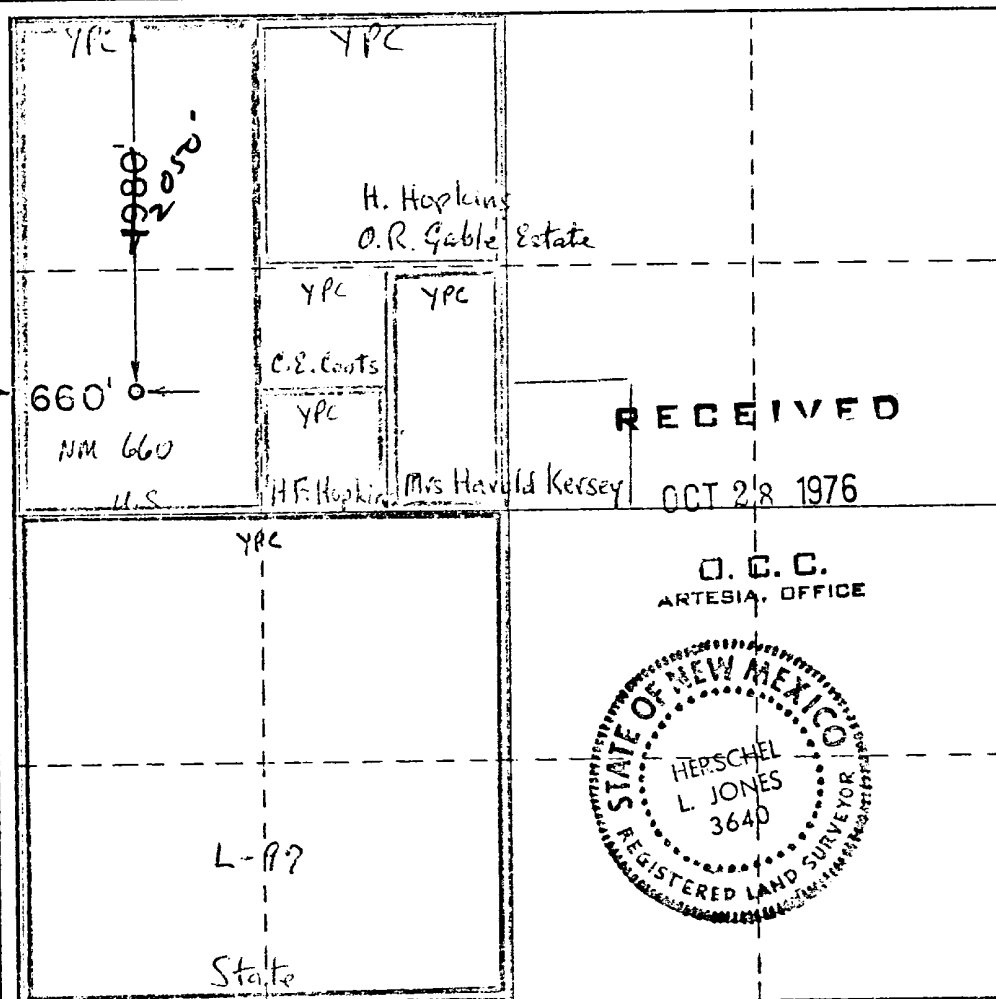 YPC
YPC
1980'
2050'
H. Hopkins
O.R. Gable Estate
YPC
YPC
C.E. Coots
660'
YPC
NM 660
U.S
H.F. Hopkins
Mrs Harold Kersey
RECEIVED
OCT 28 1976
O. C. C.
ARTESIA, OFFICE
YPC
STATE OF NEW MEXICO
HERSCHEL
L. JONES
3640
REGISTERED LAND SURVEYOR
State